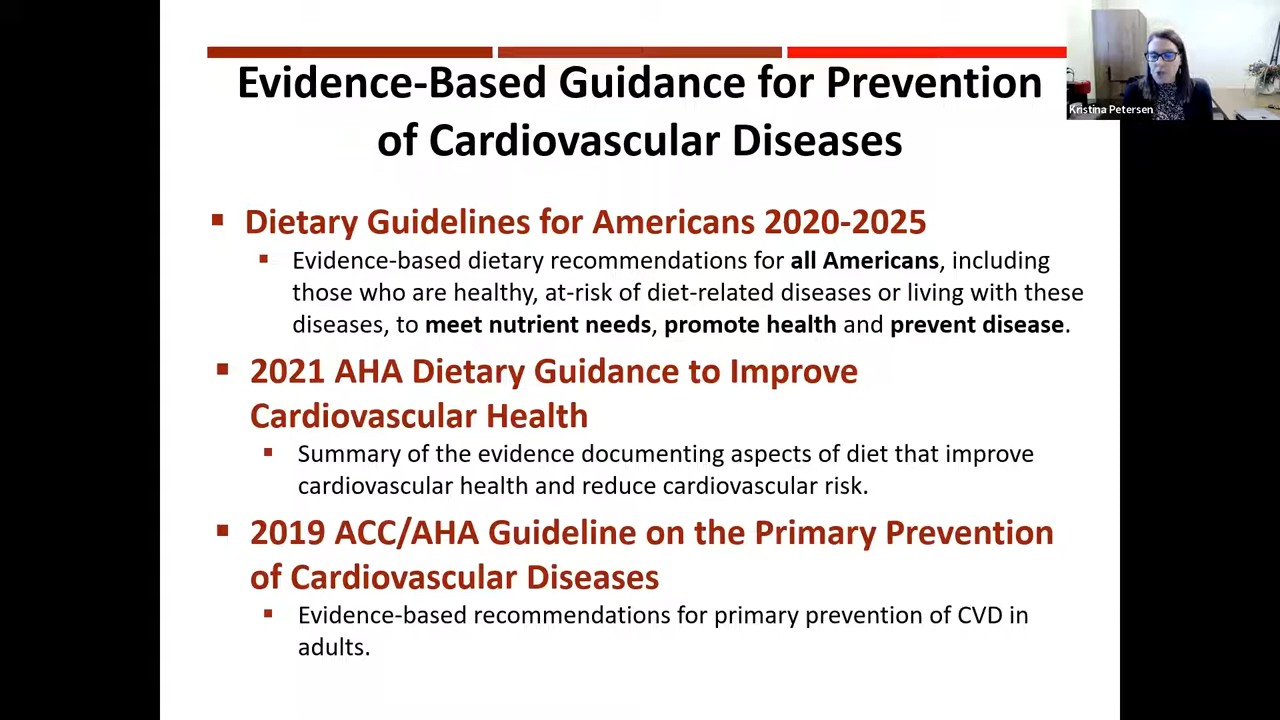 Evidence-Based Guidance for Prevention
of Cardiovascular Diseases
Kristina Petersen
▪ Dietary Guidelines for Americans 2020-2025
▪ Evidence-based dietary recommendations for all Americans, including
those who are healthy, at-risk of diet-related diseases or living with these
diseases, to meet nutrient needs, promote health and prevent disease.
▪ 2021 AHA Dietary Guidance to Improve
Cardiovascular Health
▪ Summary of the evidence documenting aspects of diet that improve
cardiovascular health and reduce cardiovascular risk.
▪ 2019 ACC/AHA Guideline on the Primary Prevention
of Cardiovascular Diseases
▪ Evidence-based recommendations for primary prevention of CVD in
adults.